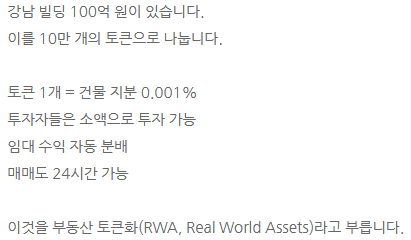 강남 빌딩 100억 원이 있습니다.
이를 10만 개의 토큰으로 나눕니다.
토큰 1개 = 건물 지분 0.001%
투자자들은 소액으로 투자 가능
임대 수익 자동 분배
매매도 24시간 가능
이것을 부동산 토큰화(RWA, Real World Assets)라고 부릅니다.